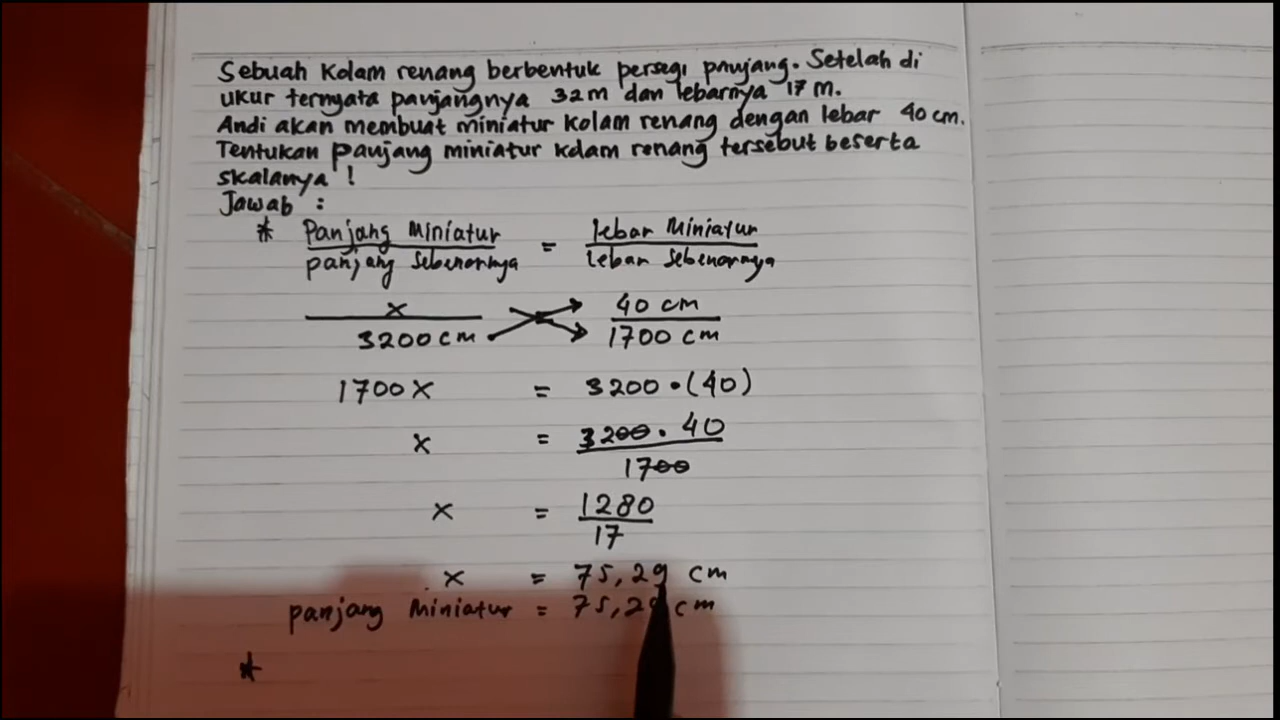 Sebuah kolam renang berbentuk persegi panjang. Setelah di
ukur ternyata panjangnya 32 m dan lebarnya 17 m.
Andi akan membuat miniatur kolam renang dengan lebar 40 cm.
Tentukan panjang miniatur kolam renang tersebut beserta
skalanya !
Jawab :
* Panjang Miniatur / panjang sebenarnya = lebar Miniatur / lebar sebenarnya
x / 3200 cm 40 cm / 1700 cm
1700 x = 3200 . (40)
x = 3200 . 40 / 1700
x = 1280 / 17
x = 75,29 cm
panjang Miniatur = 75,29 cm
*